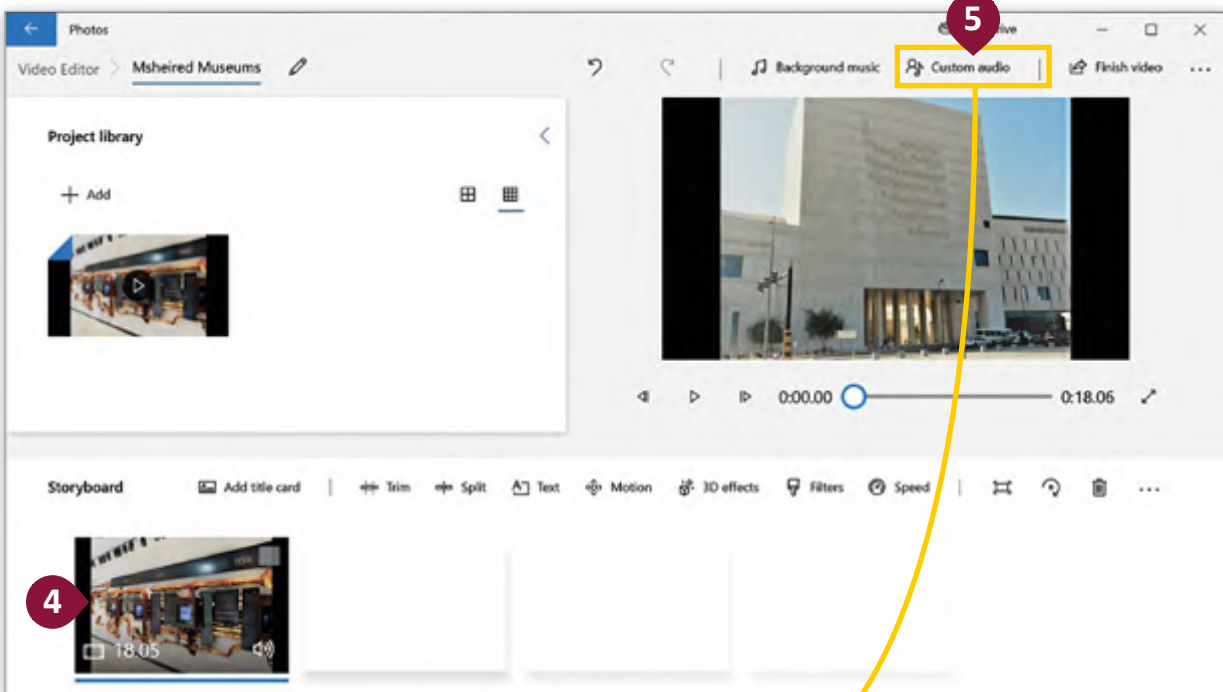 Photos
5
Video Editor > Msheired Museums
Background music
Custom audio
Finish video
Project library
+ Add
0:00.00
0:18.06
Storyboard
Add title card
Trim
Split
Text
Motion
3D effects
Filters
Speed
4
18.05